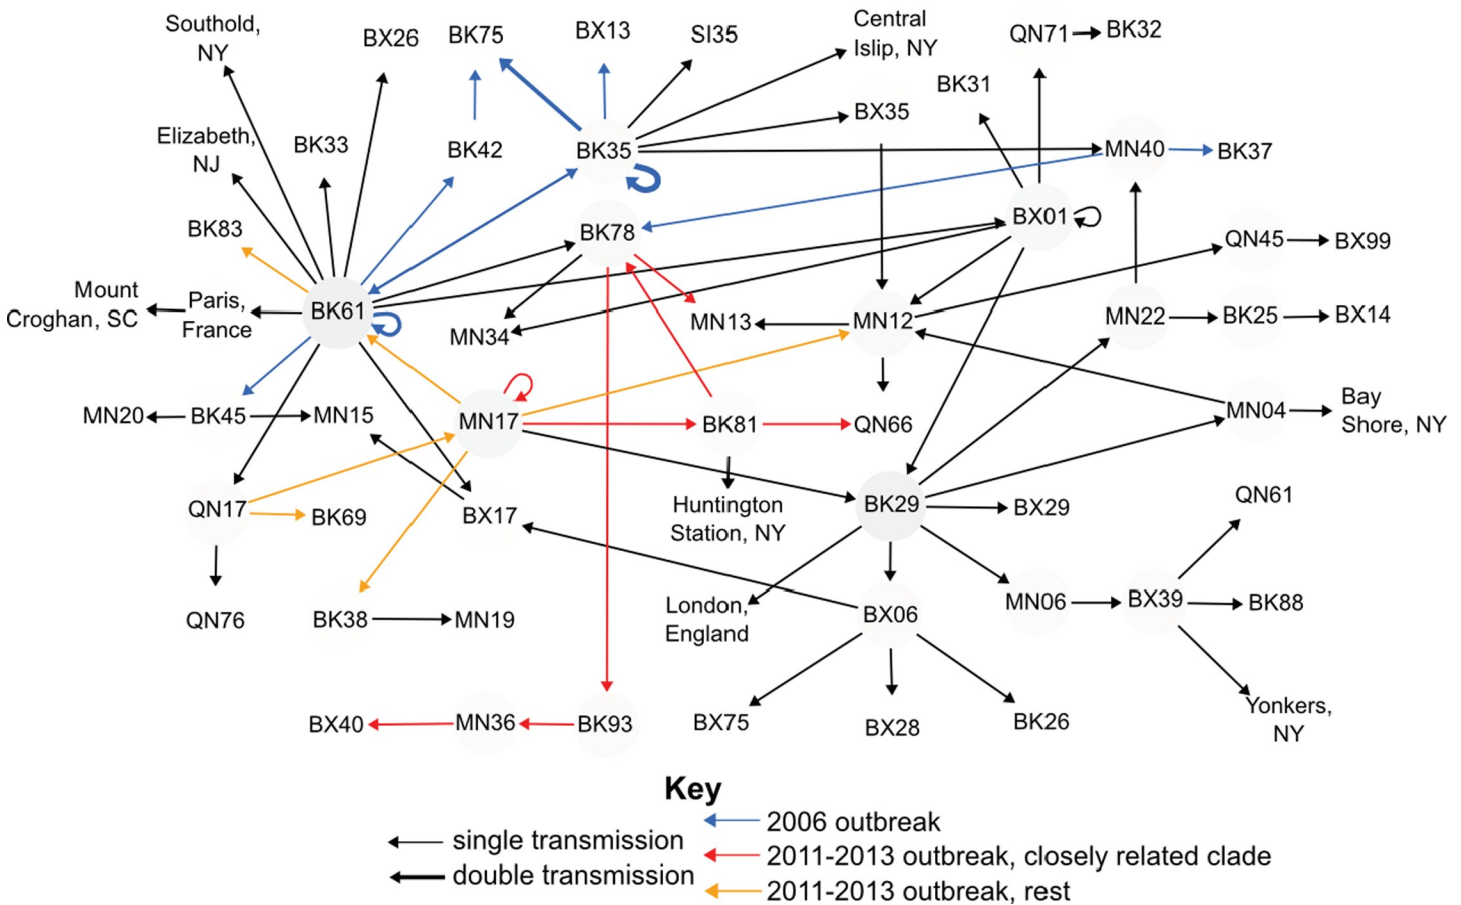 Southold,
NY
BX26
BK75
BX13
SI35
Central
Islip, NY
QN71
BK32
BK31
BX35
Elizabeth,
NJ
BK33
BK42
BK35
MN40
BK37
BK83
BK78
BX01
QN45
BX99
Mount
Croghan, SC
Paris,
France
BK61
MN34
MN13
MN12
MN22
BK25
BX14
MN20
BK45
MN15
MN17
BK81
QN66
MN04
Bay
Shore, NY
QN17
BK69
BX17
Huntington
Station, NY
BK29
BX29
QN61
QN76
BK38
MN19
London,
England
BX06
MN06
BX39
BK88
BX40
MN36
BK93
BX75
BX28
BK26
Yonkers,
NY
Key
single transmission
double transmission
2006 outbreak
2011-2013 outbreak, closely related clade
2011-2013 outbreak, rest